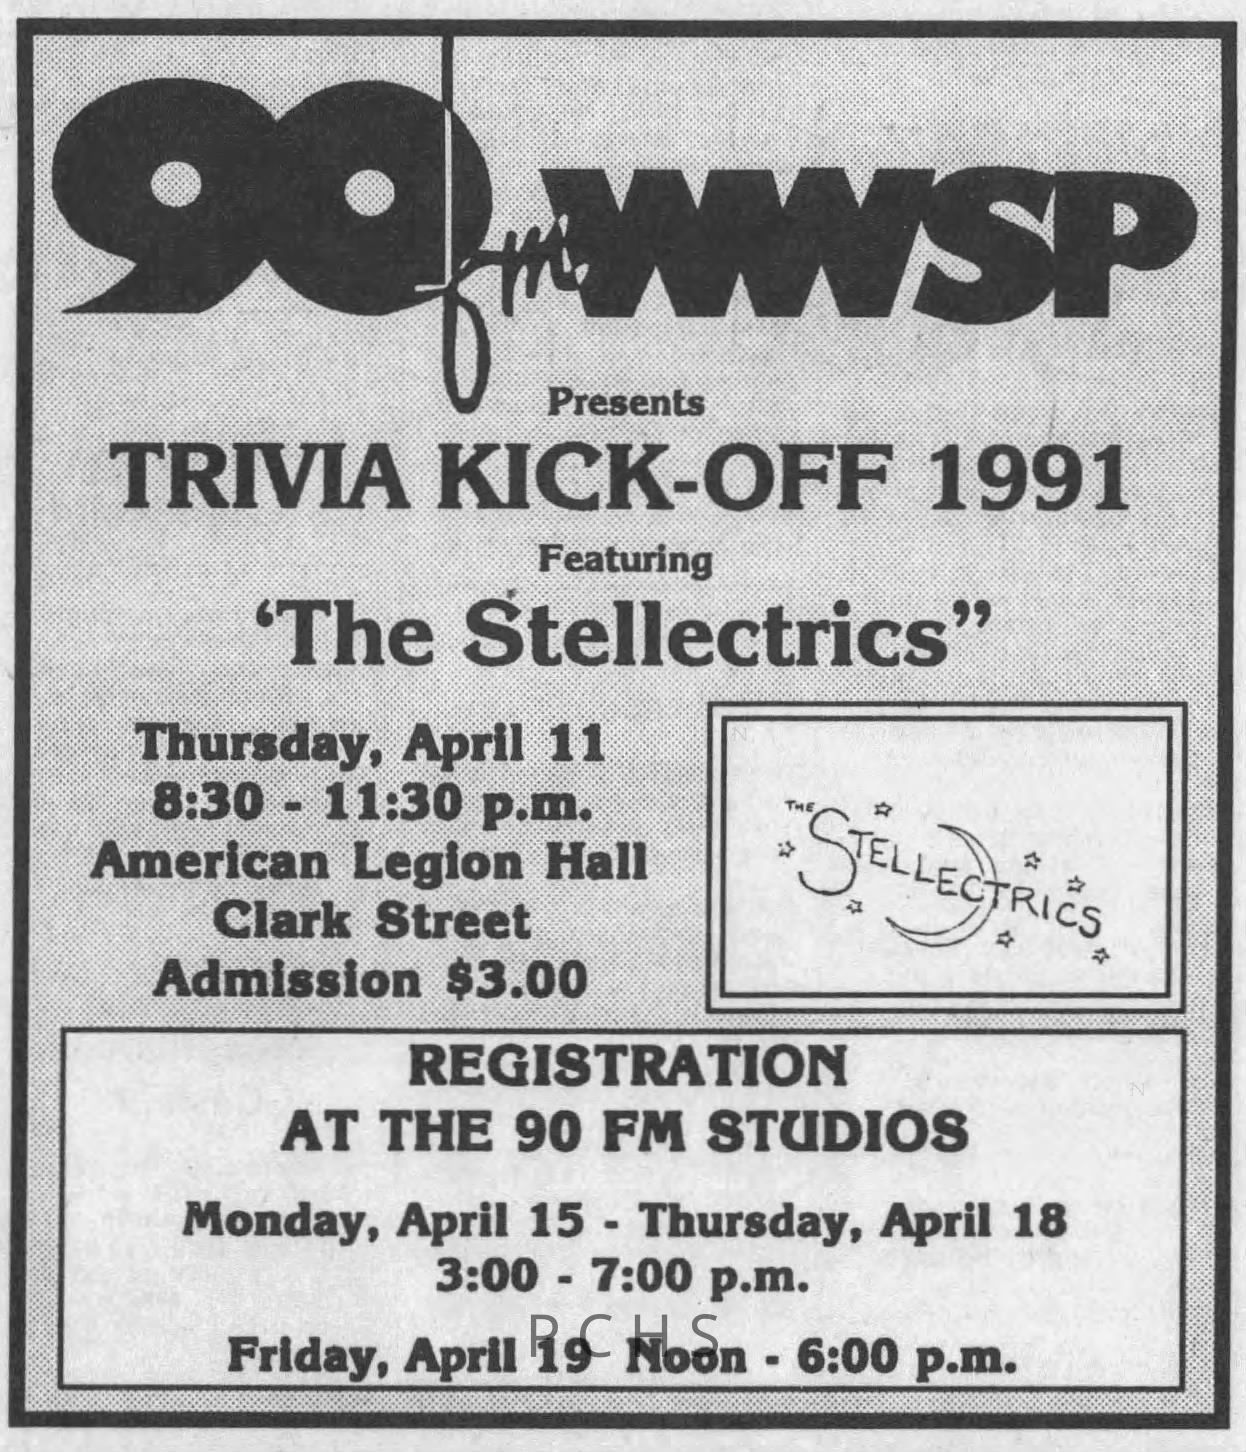 90fm WWSP
Presents
TRIVIA KICK-OFF 1991
Featuring
‘The Stellectrics”
Thursday, April 11
8:30 - 11:30 p.m.
American Legion Hall
Clark Street
Admission $3.00
THE STELLECTRICS
REGISTRATION
AT THE 90 FM STUDIOS
Monday, April 15 - Thursday, April 18
3:00 - 7:00 p.m.
Friday, April 19 Noon - 6:00 p.m.
PCHS